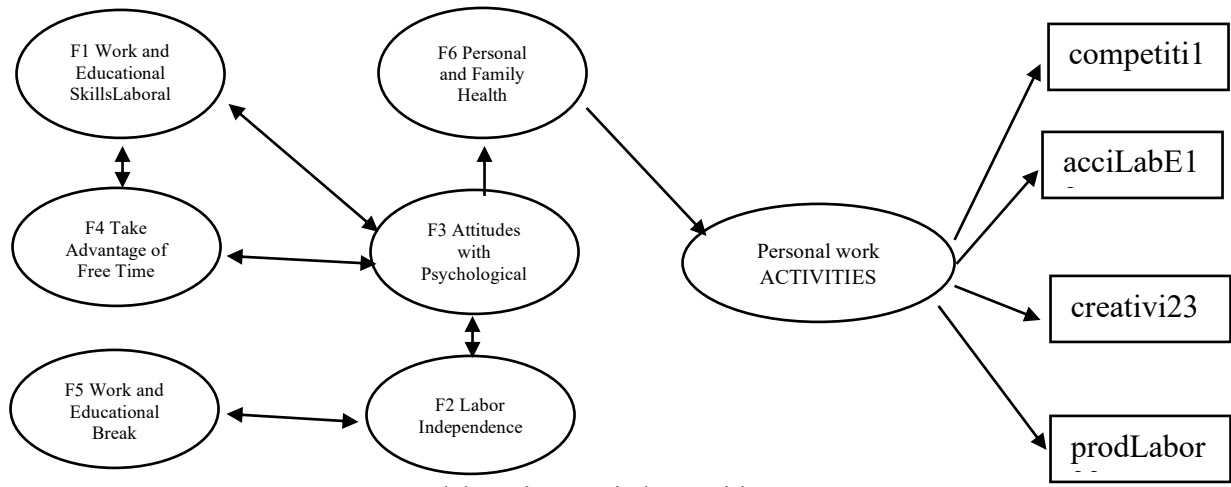 F1 Work and
Educational
SkillsLaboral
F6 Personal
and Family
Health
competiti1
acciLabE1
F4 Take
Advantage of
Free Time
F3 Attitudes
with
Psychological
Personal work
ACTIVITIES
creativi23
F5 Work and
Educational
Break
F2 Labor
Independence
prodLabor